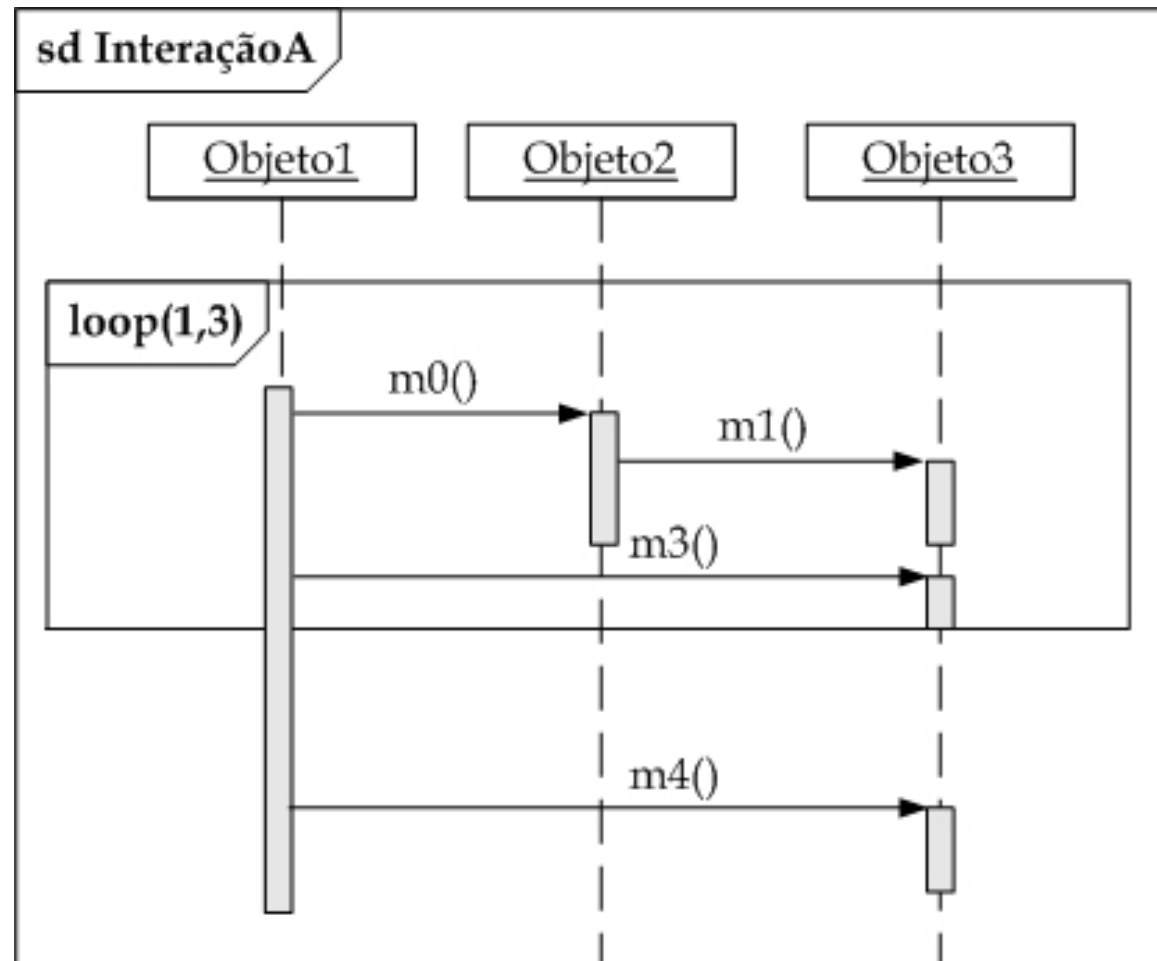 sd InteraçãoA
Objeto1 Objeto2 Objeto3
loop(1,3)
m0()
m1()
m3()
m4()